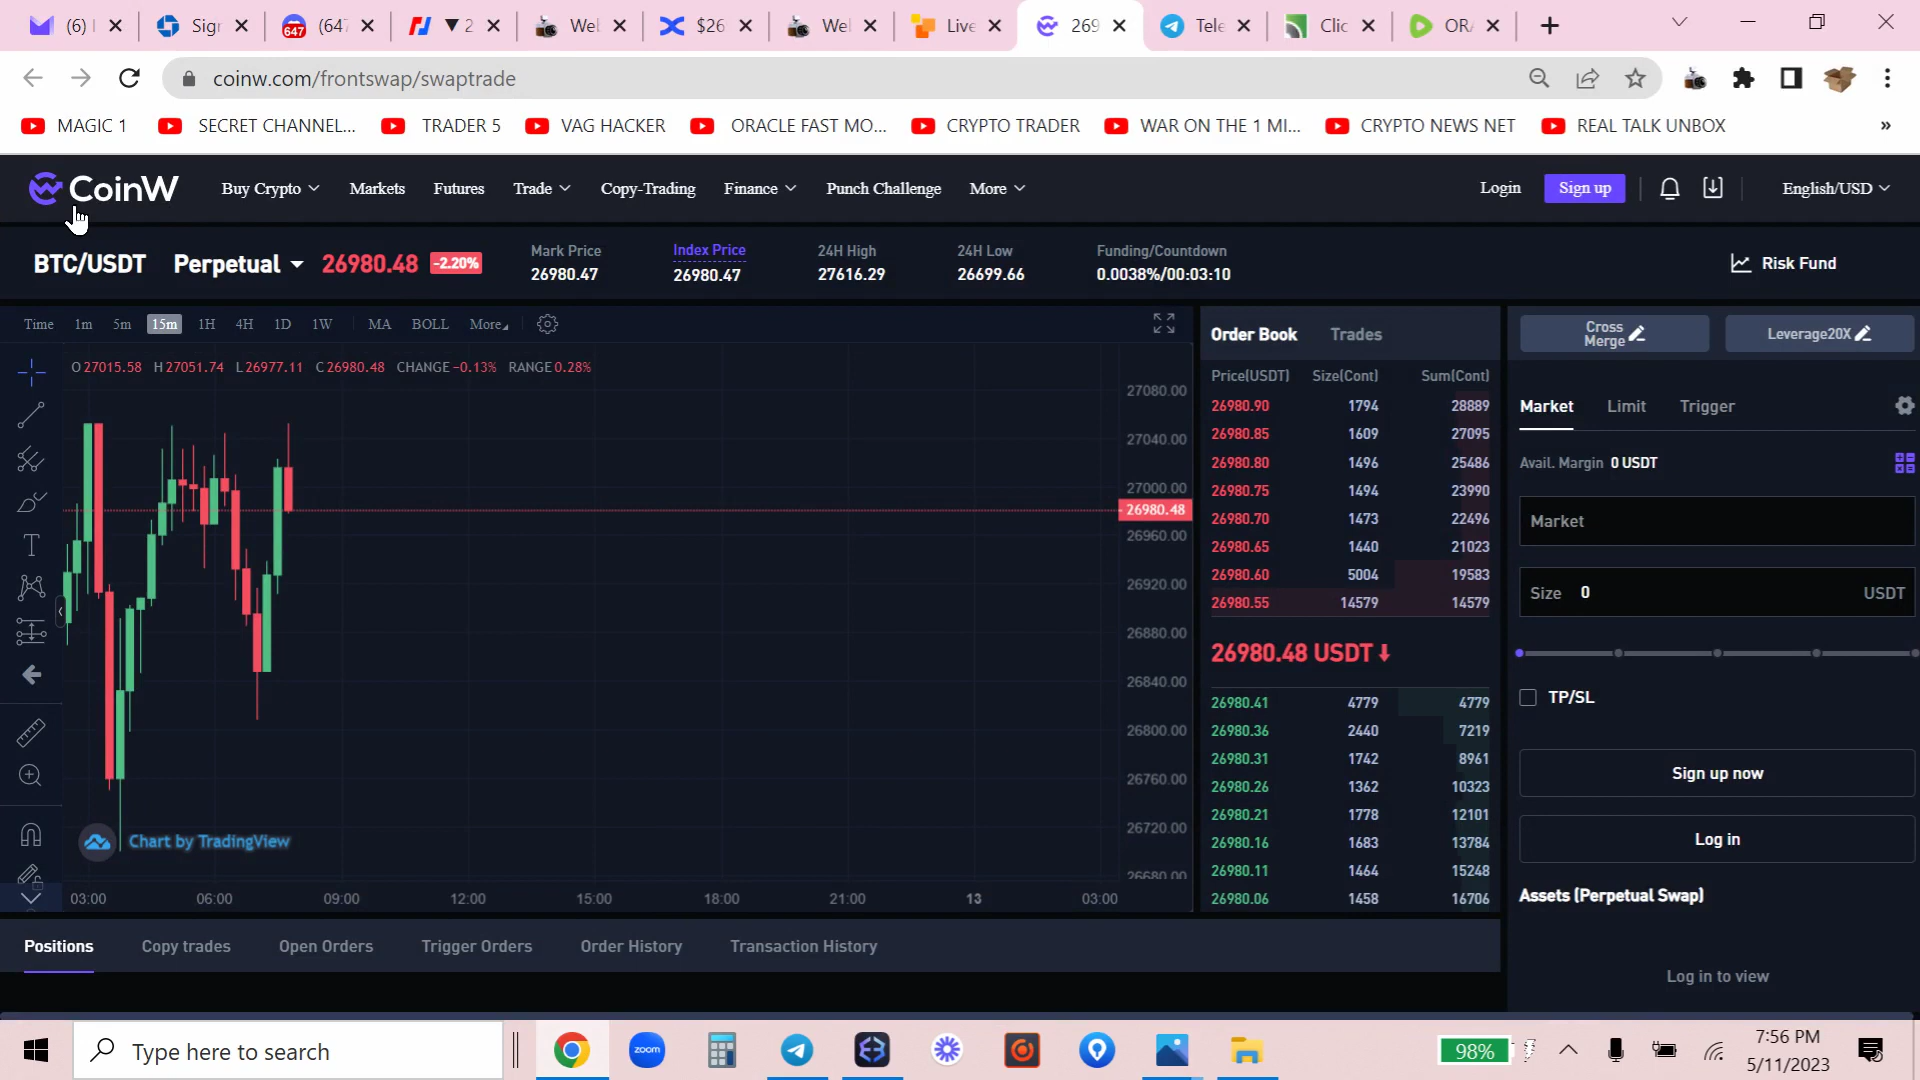 (6)
Sign
647
(647
▼ 2
Web
$26
Wel
Live
269
Tele
Clic
ORA
coinw.com/frontswap/swaptrade
MAGIC 1
SECRET CHANNEL...
TRADER 5
VAG HACKER
ORACLE FAST MO...
CRYPTO TRADER
WAR ON THE 1 MI...
CRYPTO NEWS NET
REAL TALK UNBOX
»
CoinW
Buy Crypto
Markets
Futures
Trade
Copy-Trading
Finance
Punch Challenge
More
Login
Sign up
English/USD
BTC/USDT Perpetual 26980.48 -2.20%
Mark Price
26980.47
Index Price
26980.47
24H High
27616.29
24H Low
26699.66
Funding/Countdown
0.0038%/00:03:10
Risk Fund
Time 1m 5m 15m 1H 4H 1D 1W MA BOLL More
O27015.58 H27051.74 L26977.11 C26980.48 CHANGE −0.13% RANGE 0.28%
27080.00
27040.00
27000.00
26980.48
26960.00
26920.00
26880.00
26840.00
26800.00
26760.00
26720.00
26680.00
Chart by TradingView
03:00 06:00 09:00 12:00 15:00 18:00 21:00 13 03:00
Order Book Trades
Price(USDT) Size(Cont) Sum(Cont)
26980.90 1794 28889
26980.85 1609 27095
26980.80 1496 25486
26980.75 1494 23990
26980.70 1473 22496
26980.65 1440 21023
26980.60 5004 19583
26980.55 14579 14579
26980.48 USDT ↓
26980.41 4779 4779
26980.36 2440 7219
26980.31 1742 8961
26980.26 1362 10323
26980.21 1778 12101
26980.16 1683 13784
26980.11 1464 15248
26980.06 1458 16706
Cross
Merge
Leverage20X
Market Limit Trigger
Avail. Margin 0 USDT
Market
Size 0 USDT
TP/SL
Sign up now
Log in
Assets (Perpetual Swap)
Log in to view
Positions Copy trades Open Orders Trigger Orders Order History Transaction History
Type here to search
zoom
98%
7:56 PM
5/11/2023